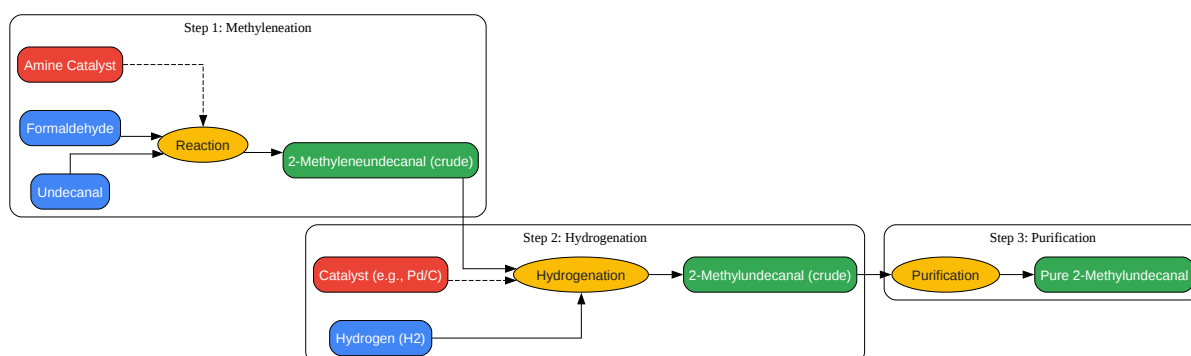 Step 1: Methyleneation
Amine Catalyst
Formaldehyde
Reaction
2-Methyleneundecanal (crude)
Undecanal
Step 2: Hydrogenation
Catalyst (e.g., Pd/C)
Hydrogenation
2-Methylundecanal (crude)
Hydrogen (H2)
Step 3: Purification
Purification
Pure 2-Methylundecanal